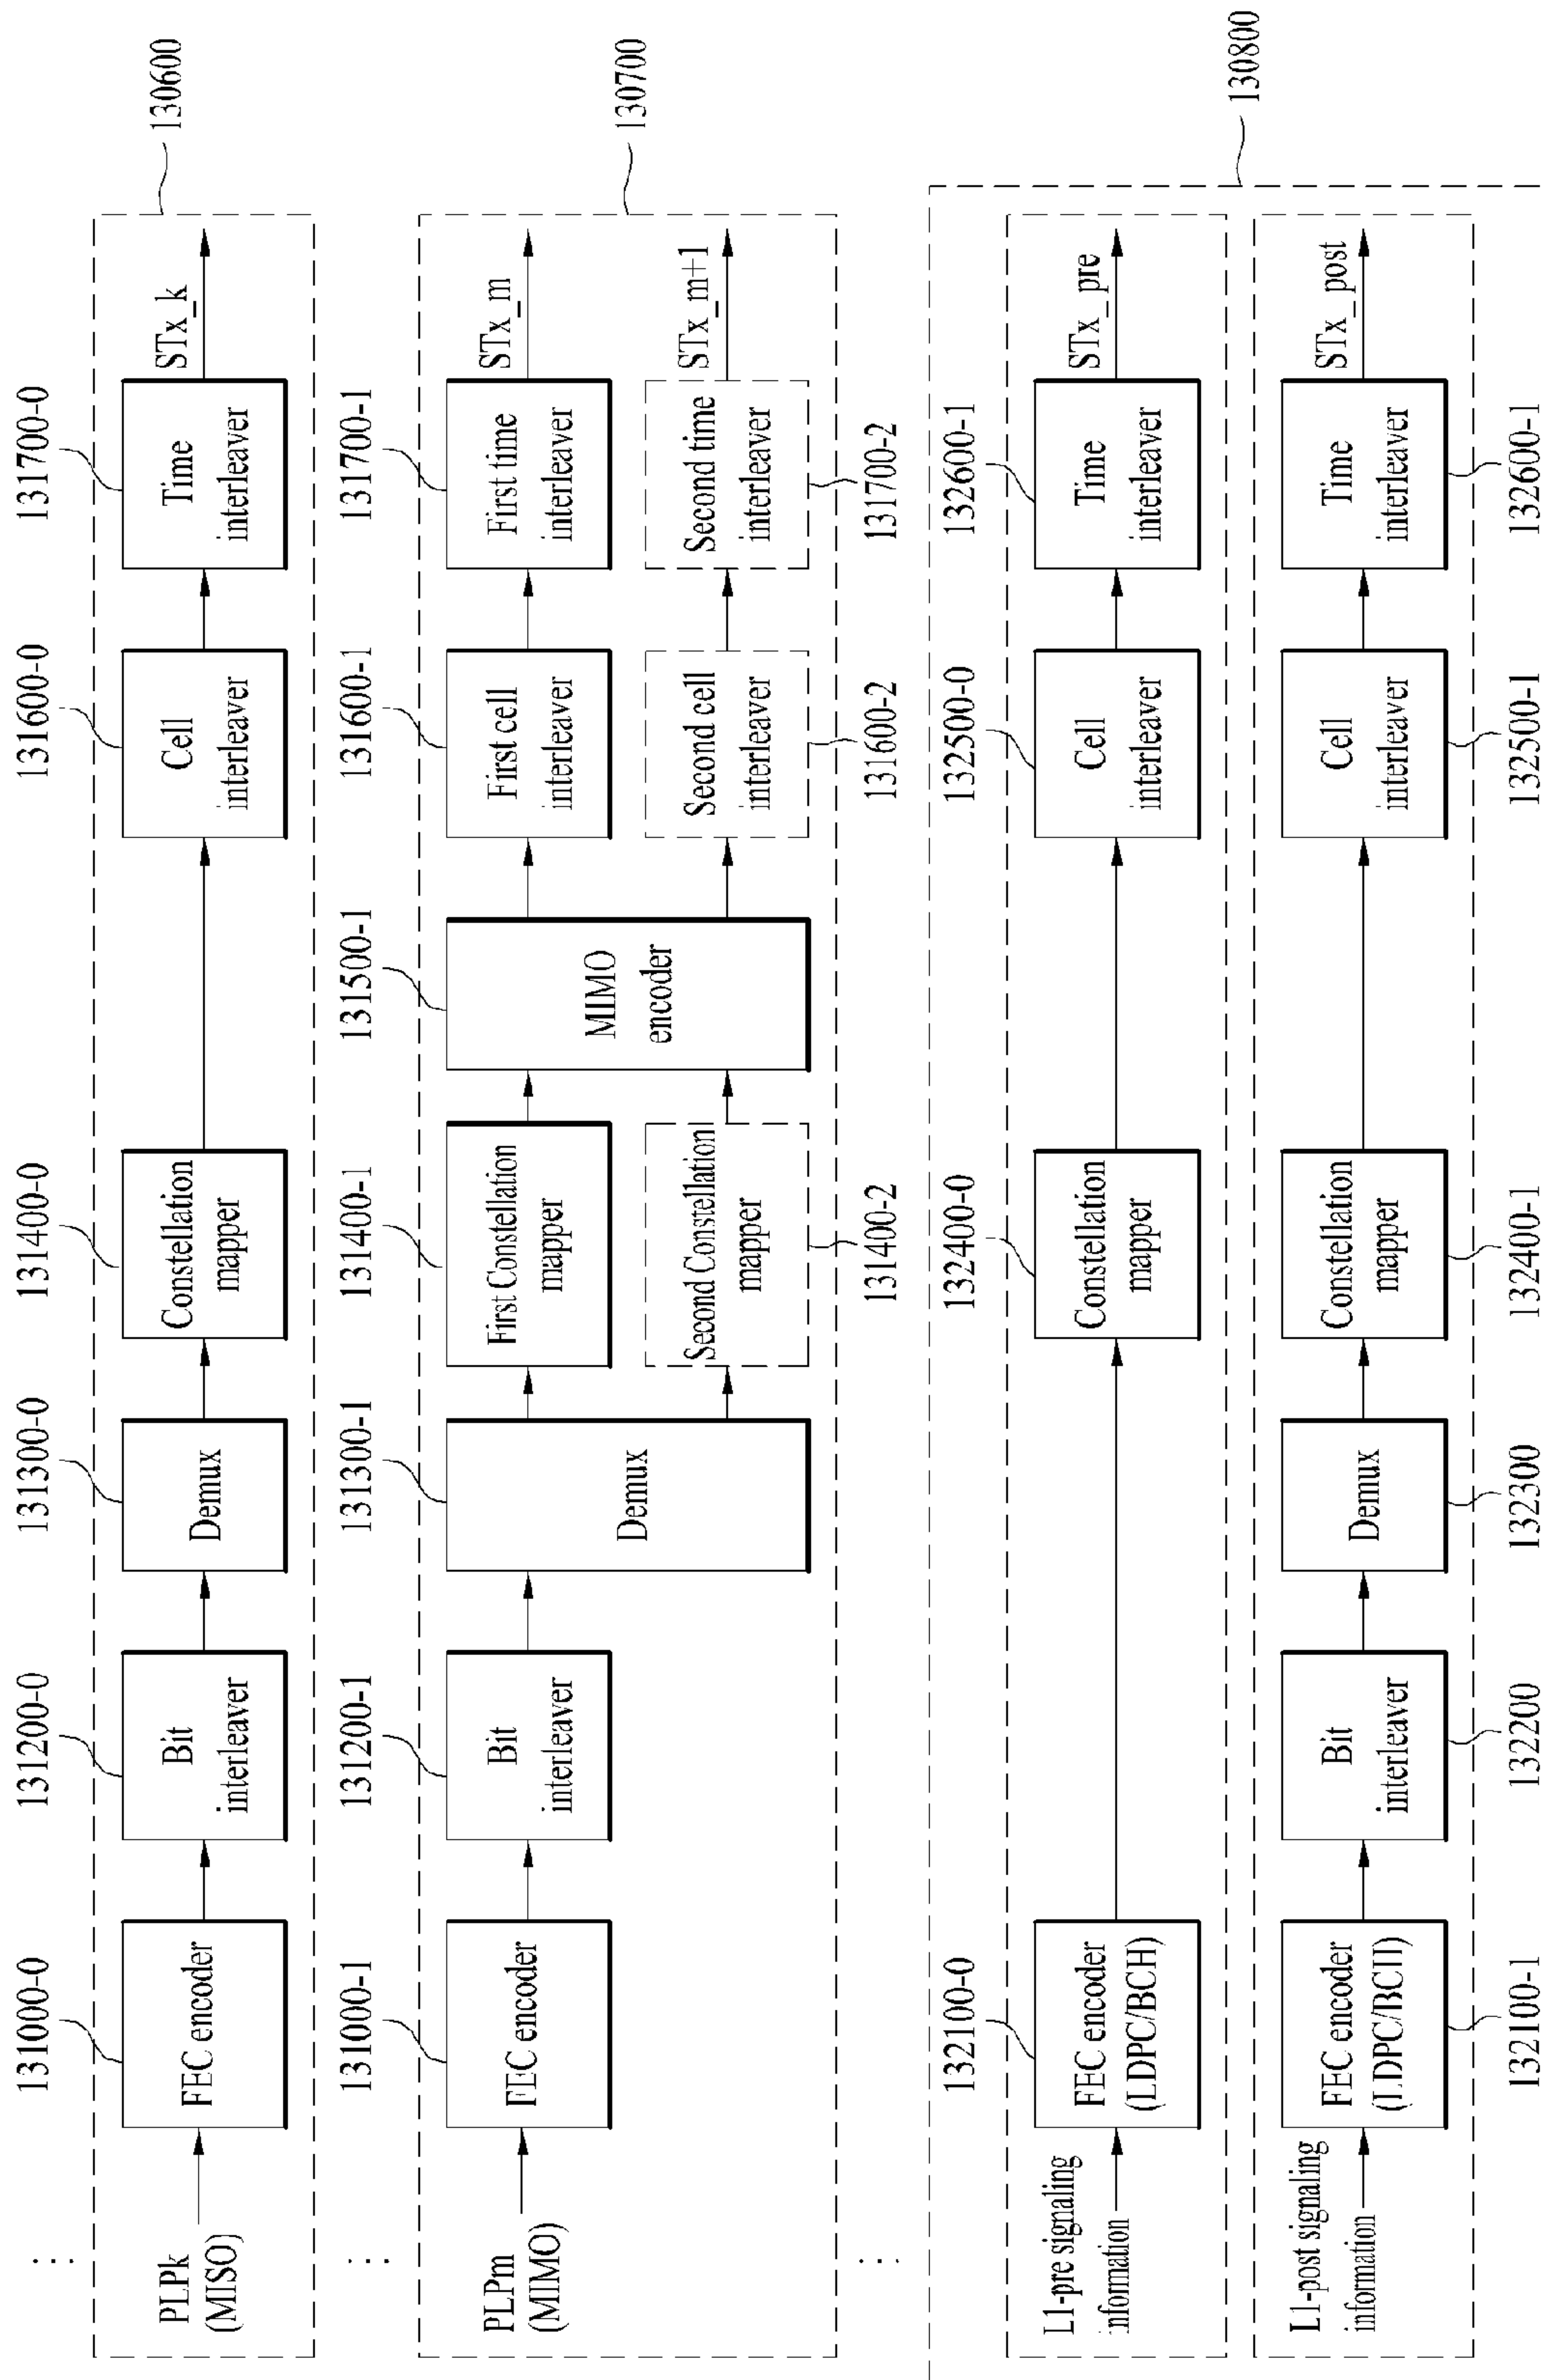 131000-0
131200-0
131300-0
131400-0
131600-0
131700-0
130600
⋮
PLPk
(MISO)
FEC encoder
Bit
interleaver
Demux
Constellation
mapper
Cell
interleaver
Time
interleaver
STx_k
131000-1
131200-1
131300-1
131400-1
131500-1
131600-1
131700-1
130700
⋮
PLPm
(MIMO)
FEC encoder
Bit
interleaver
Demux
First Constellation
mapper
Second Constellation
mapper
MIMO
encoder
First cell
interleaver
Second cell
interleaver
First time
interleaver
Second time
interleaver
STx_m
STx_m+1
131400-2
131600-2
131700-2
⋮
132100-0
132400-0
132500-0
132600-1
130800
L1-pre signaling
information
FEC encoder
(LDPC/BCH)
Constellation
mapper
Cell
interleaver
Time
interleaver
STx_pre
L1-post signaling
information
FEC encoder
(LDPC/BCH)
Bit
interleaver
Demux
Constellation
mapper
Cell
interleaver
Time
interleaver
STx_post
132100-1
132200
132300
132400-1
132500-1
132600-1